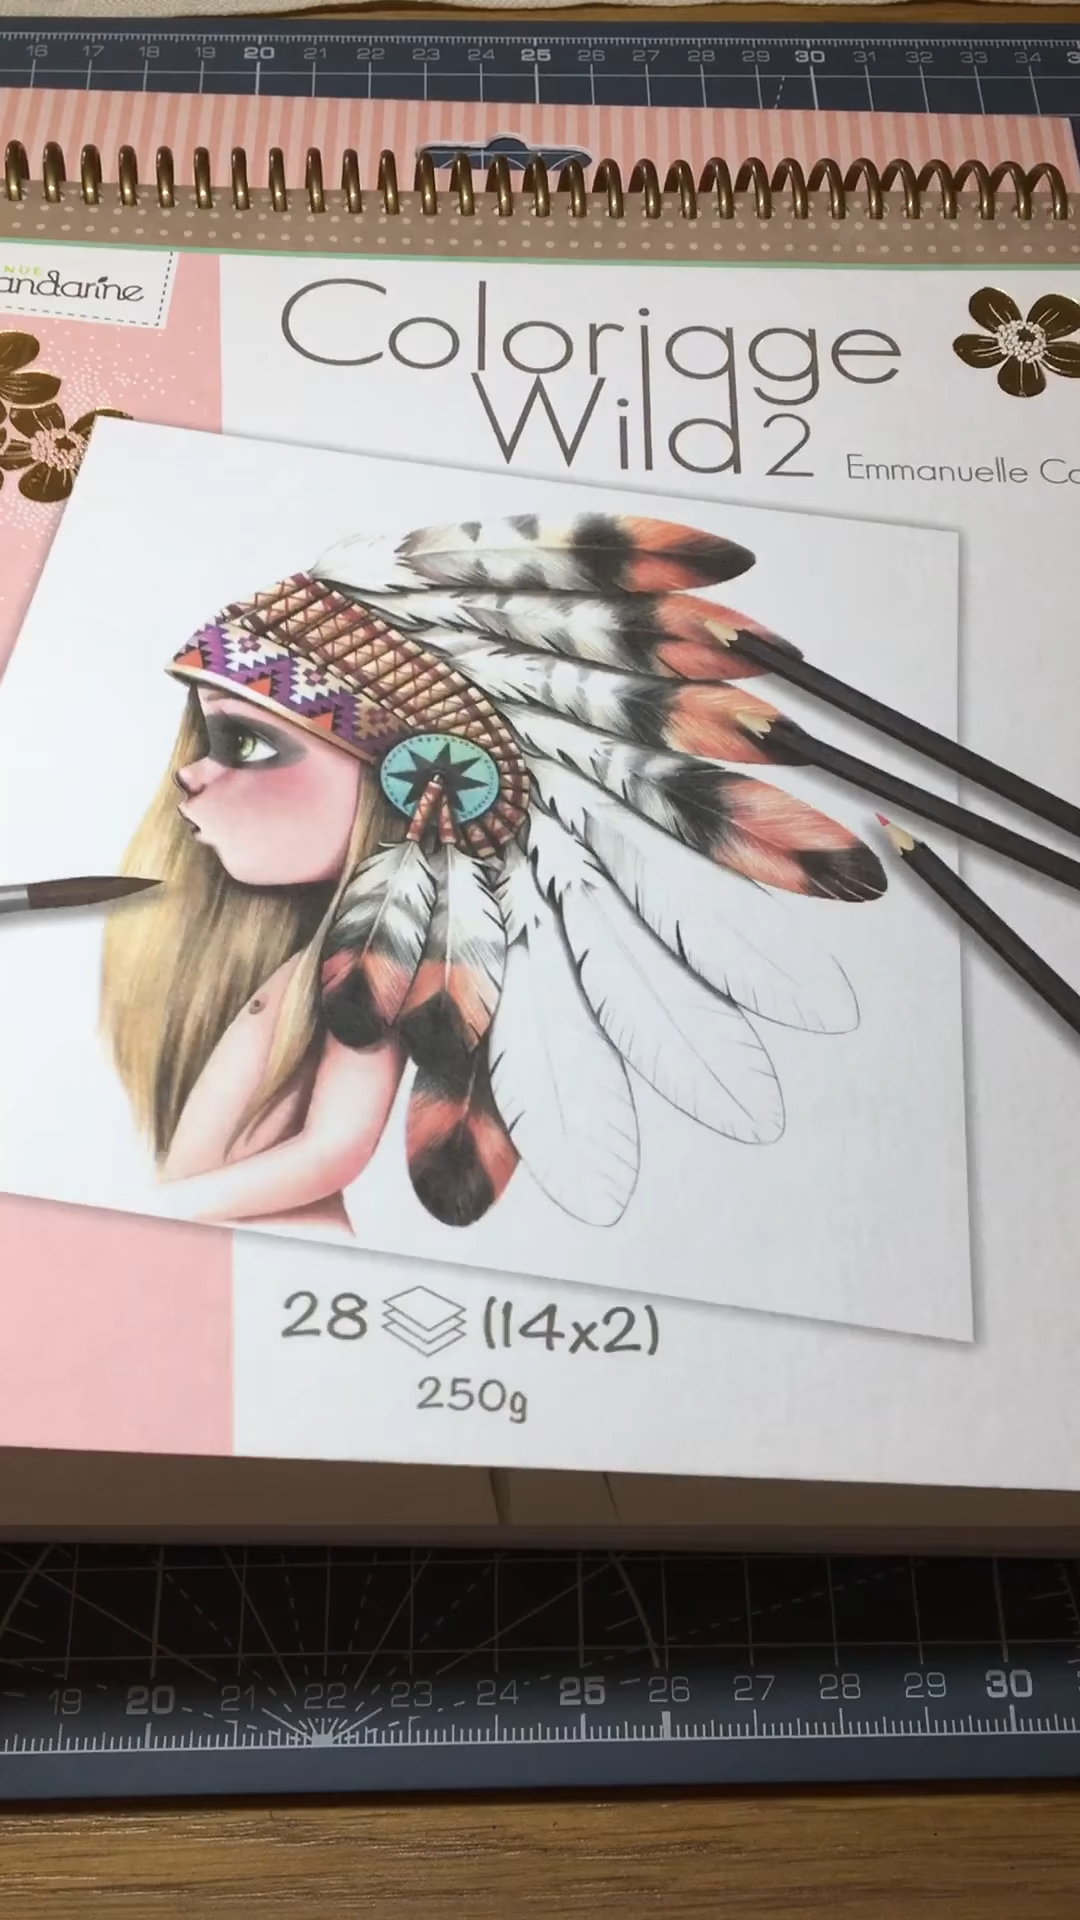 16 17 18 19 20 21 22 23 24 25 26 27 28 29 30 31 32 33 34
NUE
andarine
Coloriage
Wild 2
Emmanuelle Co
28 (14x2)
250g
19 20 21 22 23 24 25 26 27 28 29 30